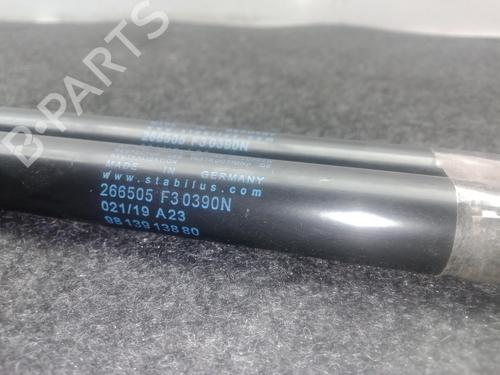 266505 F30390N
MADE IN GERMANY
www.stabilus.com
266505 F30390N
021/19 A23
98 139 138 80
B-PARTS